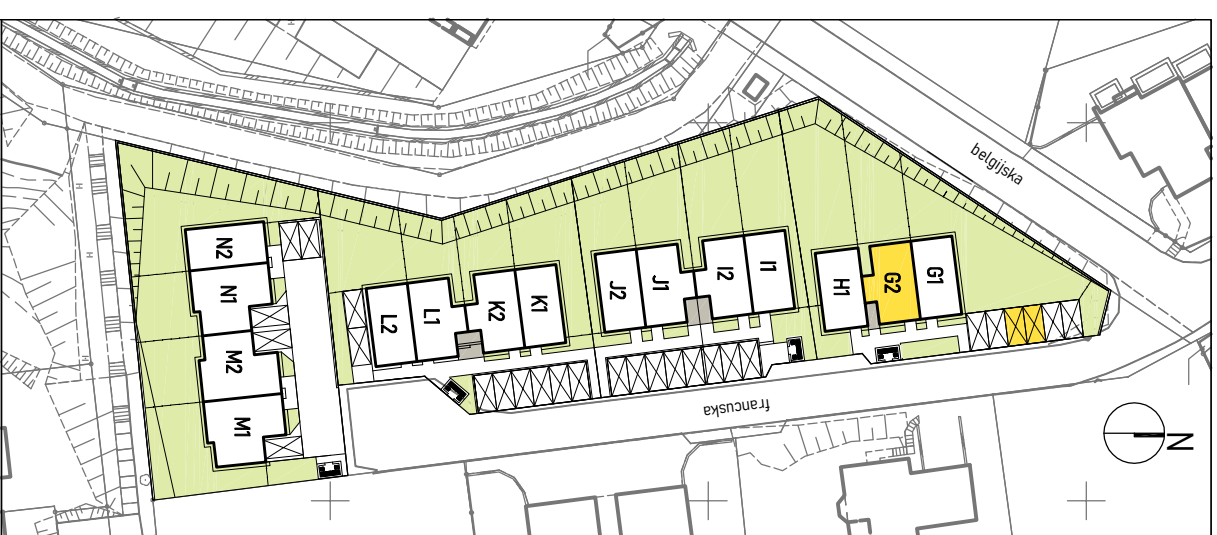 belgijska
N2
N1
M2
M1
L2
L1
K2
K1
J2
J1
I2
I1
H1
G2
G1
francuska
N
H
H
H